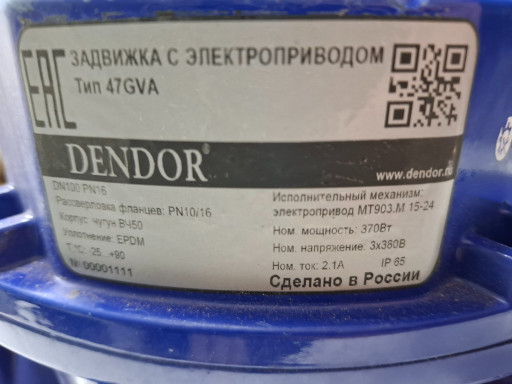 EAC
ЗАДВИЖКА С ЭЛЕКТРОПРИВОДОМ
Тип 47GVA
DENDOR®
www.dendor.ru
DN100 PN16
Рассверловка фланцев: PN10/16
Корпус: чугун ВЧ50
Уплотнение: EPDM
T,°C: -25... +90
№ 00001111
Исполнительный механизм:
электропривод МТ903.М 15-24
Ном. мощность: 370Вт
Ном. напряжение: 3х380В
Ном. ток: 2.1А IP 65
Сделано в России